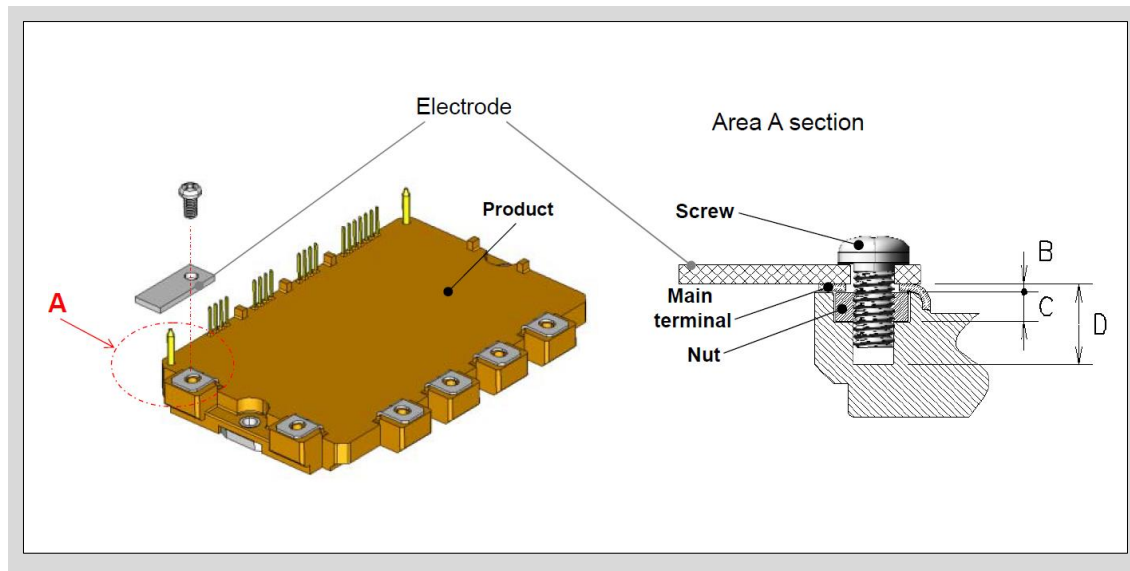 Electrode
Area A section
Product
Screw
A
B
Main
terminal
C
D
Nut